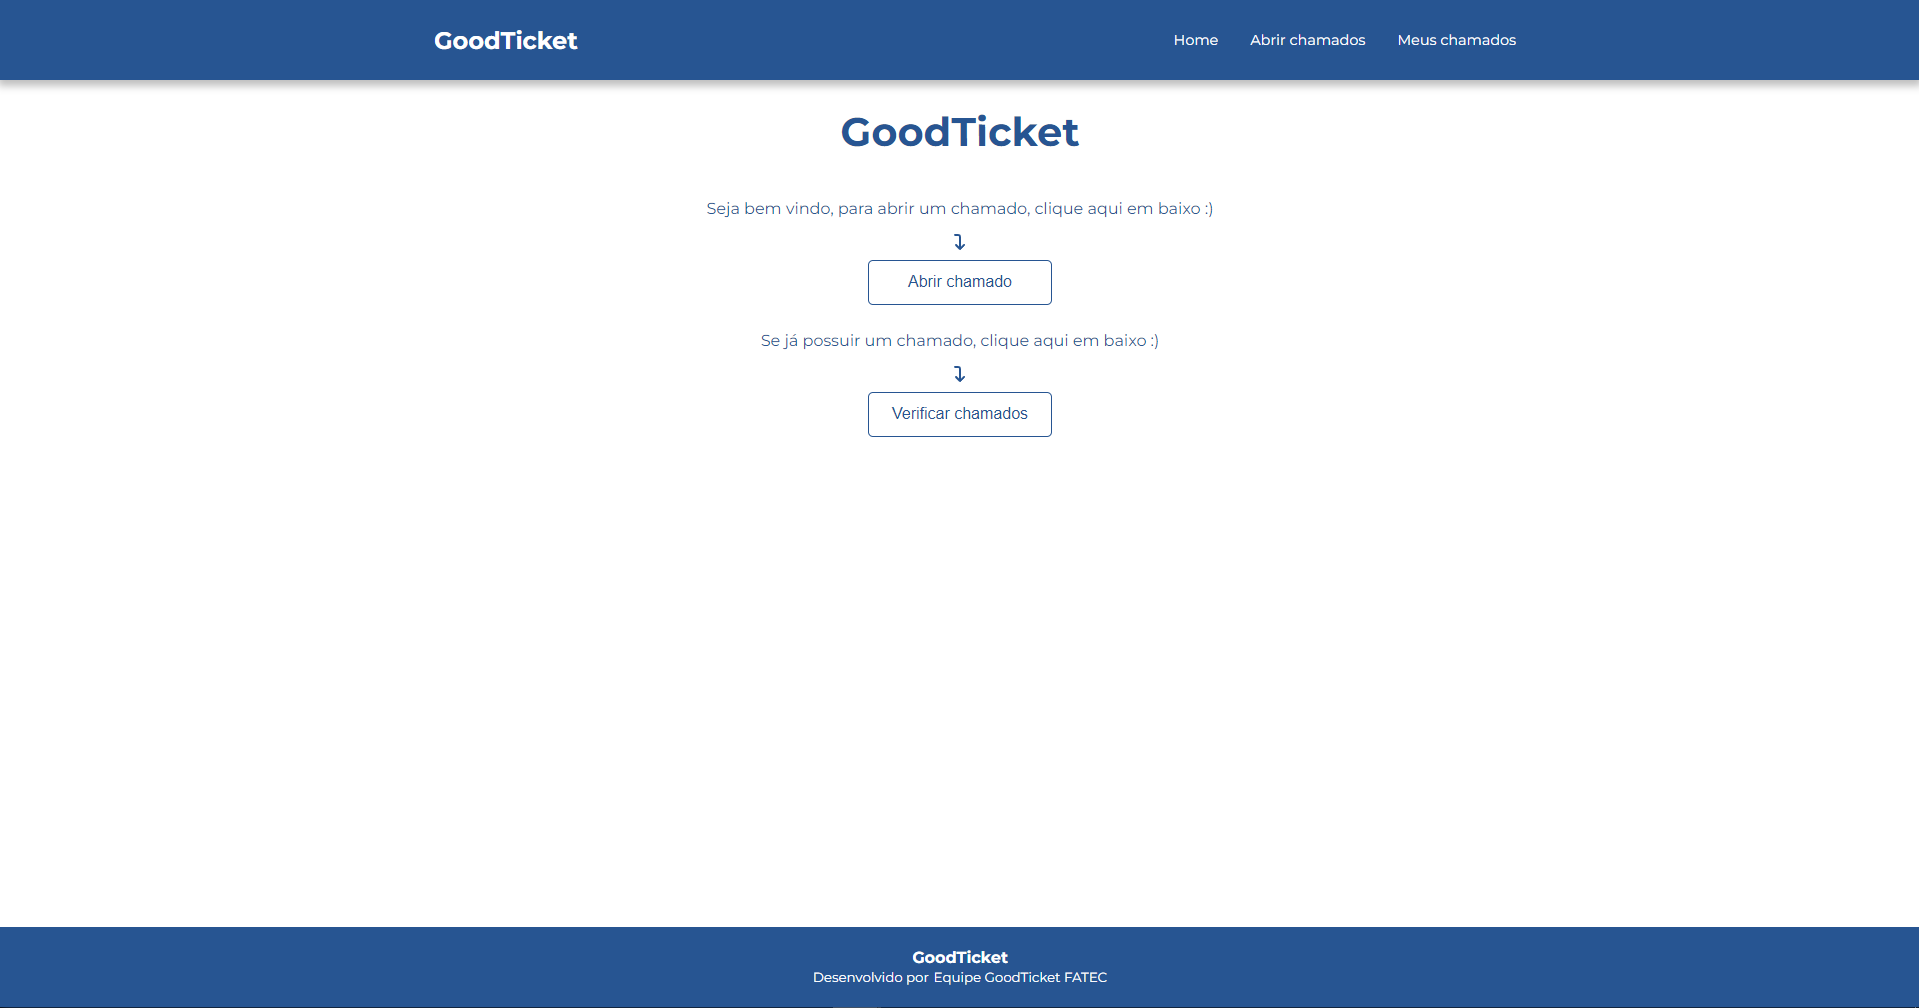 GoodTicket
Home Abrir chamados Meus chamados
GoodTicket
Seja bem vindo, para abrir um chamado, clique aqui em baixo :)
Abrir chamado
Se já possuir um chamado, clique aqui em baixo :)
Verificar chamados
GoodTicket
Desenvolvido por Equipe GoodTicket FATEC